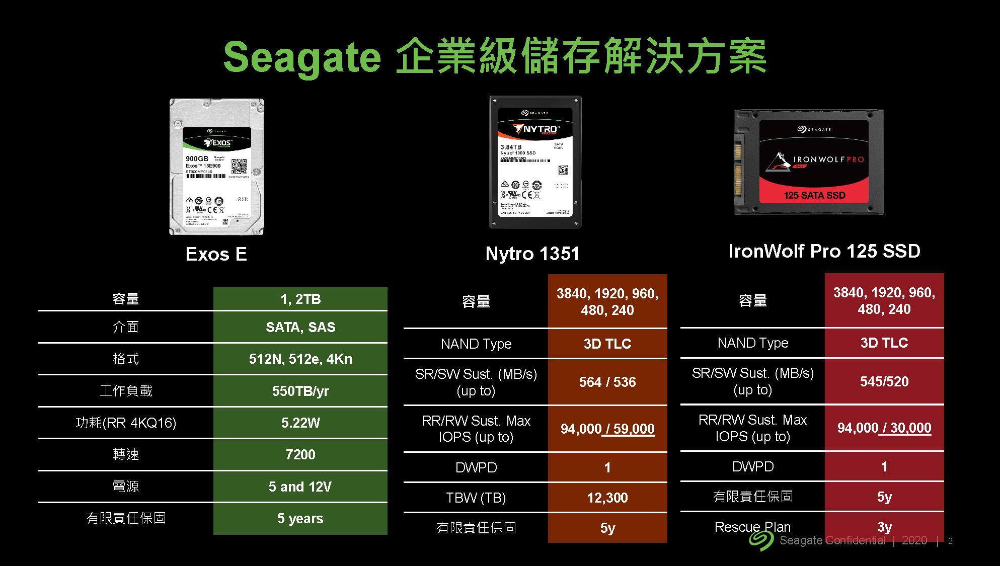 Seagate 企業級儲存解決方案
SEAGATE
EXOS
900GB
Seagate
Secure
Exos™ 15E900
ST900MP0146
SEAGATE
NYTRO™
3.84TB
SATA
6Gb/s
Nytro® 1000 SSD
XA3840ME10063
SEAGATE
IRONWOLF PRO
NAS
125 SATA SSD
Exos E
容量 1, 2TB
介面 SATA, SAS
格式 512N, 512e, 4Kn
工作負載 550TB/yr
功耗(RR 4KQ16) 5.22W
轉速 7200
電源 5 and 12V
有限責任保固 5 years
Nytro 1351
容量 3840, 1920, 960,
480, 240
NAND Type 3D TLC
SR/SW Sust. (MB/s)
(up to) 564 / 536
RR/RW Sust. Max
IOPS (up to) 94,000 / 59,000
DWPD 1
TBW (TB) 12,300
有限責任保固 5y
IronWolf Pro 125 SSD
容量 3840, 1920, 960,
480, 240
NAND Type 3D TLC
SR/SW Sust. (MB/s)
(up to) 545/520
RR/RW Sust. Max
IOPS (up to) 94,000 / 30,000
DWPD 1
有限責任保固 5y
Rescue Plan 3y
Seagate Confidential | 2020 | 2